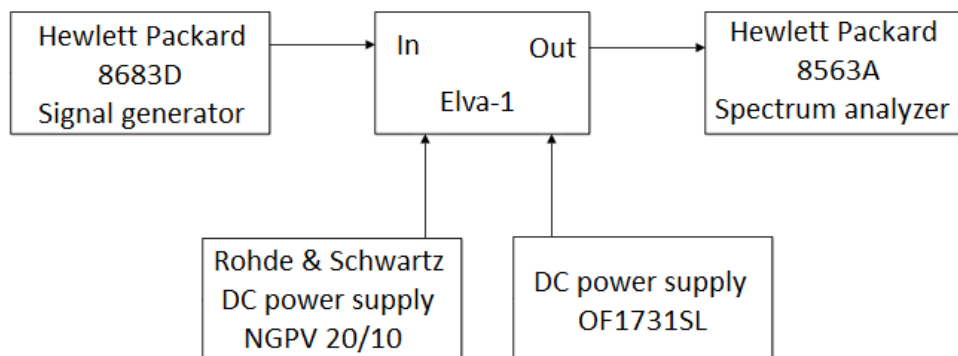 Hewlett Packard
8683D
Signal generator
In
Out
Elva-1
Hewlett Packard
8563A
Spectrum analyzer
Rohde & Schwartz
DC power supply
NGPV 20/10
DC power supply
OF1731SL